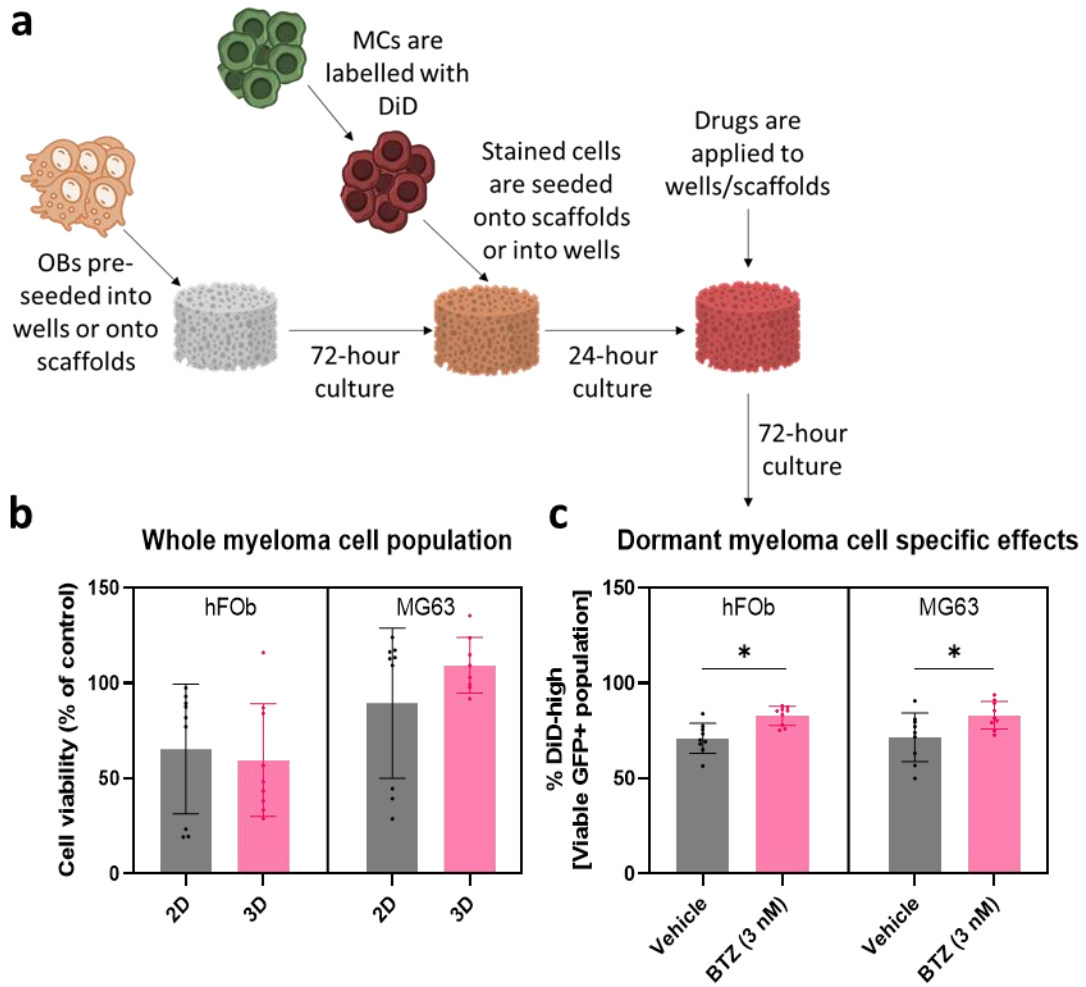 a
MCs are
labelled with
DiD
OBs pre-
seeded into
wells or onto
scaffolds
72-hour
culture
Stained cells
are seeded
onto scaffolds
or into wells
24-hour
culture
Drugs are
applied to
wells/scaffolds
72-hour
culture
b
Whole myeloma cell population
Cell viability (% of control)
150
100
50
0
hFOb
MG63
2D
3D
2D
3D
c
Dormant myeloma cell specific effects
% DiD-high
[Viable GFP+ population]
150
100
50
0
hFOb
MG63
*
*
Vehicle
BTZ (3 nM)
Vehicle
BTZ (3 nM)